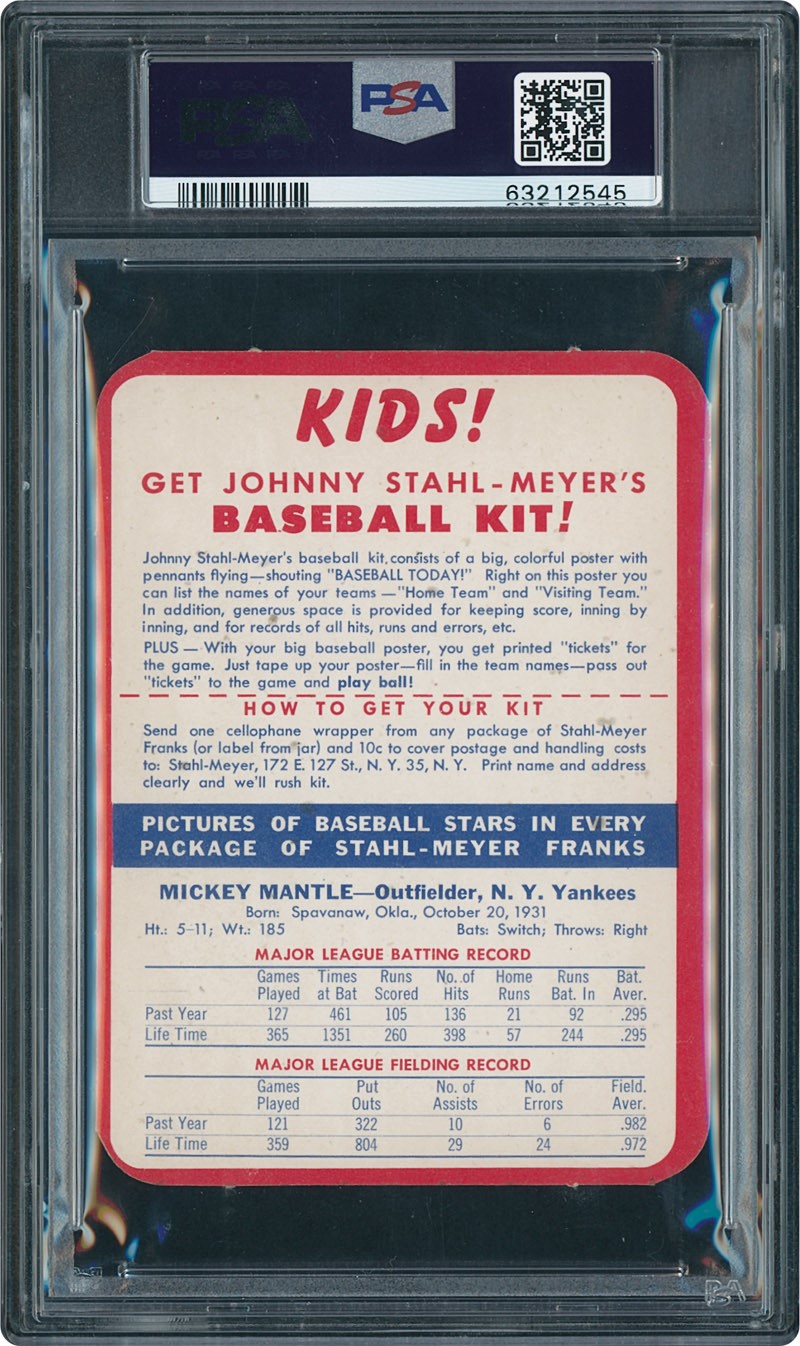 PSA
63212545
KIDS!
GET JOHNNY STAHL-MEYER'S
BASEBALL KIT!
Johnny Stahl-Meyer's baseball kit consists of a big, colorful poster with
pennants flying—shouting "BASEBALL TODAY!" Right on this poster you
can list the names of your teams —"Home Team" and "Visiting Team."
In addition, generous space is provided for keeping score, inning by
inning, and for records of all hits, runs and errors, etc.
PLUS — With your big baseball poster, you get printed "tickets" for
the game. Just tape up your poster—fill in the team names—pass out
"tickets" to the game and play ball!
HOW TO GET YOUR KIT
Send one cellophane wrapper from any package of Stahl-Meyer
Franks (or label from jar) and 10c to cover postage and handling costs
to: Stahl-Meyer, 172 E. 127 St., N. Y. 35, N. Y. Print name and address
clearly and we'll rush kit.
PICTURES OF BASEBALL STARS IN EVERY
PACKAGE OF STAHL-MEYER FRANKS
MICKEY MANTLE—Outfielder, N. Y. Yankees
Born: Spavanaw, Okla., October 20, 1931
Ht.: 5-11; Wt.: 185 Bats: Switch; Throws: Right
MAJOR LEAGUE BATTING RECORD
Games Times Runs No. of Home Runs Bat.
Played at Bat Scored Hits Runs Bat. In Aver.
Past Year 127 461 105 136 21 92 .295
Life Time 365 1351 260 398 57 244 .295
MAJOR LEAGUE FIELDING RECORD
Games Put No. of No. of Field.
Played Outs Assists Errors Aver.
Past Year 121 322 10 6 .982
Life Time 359 804 29 24 .972
PSA